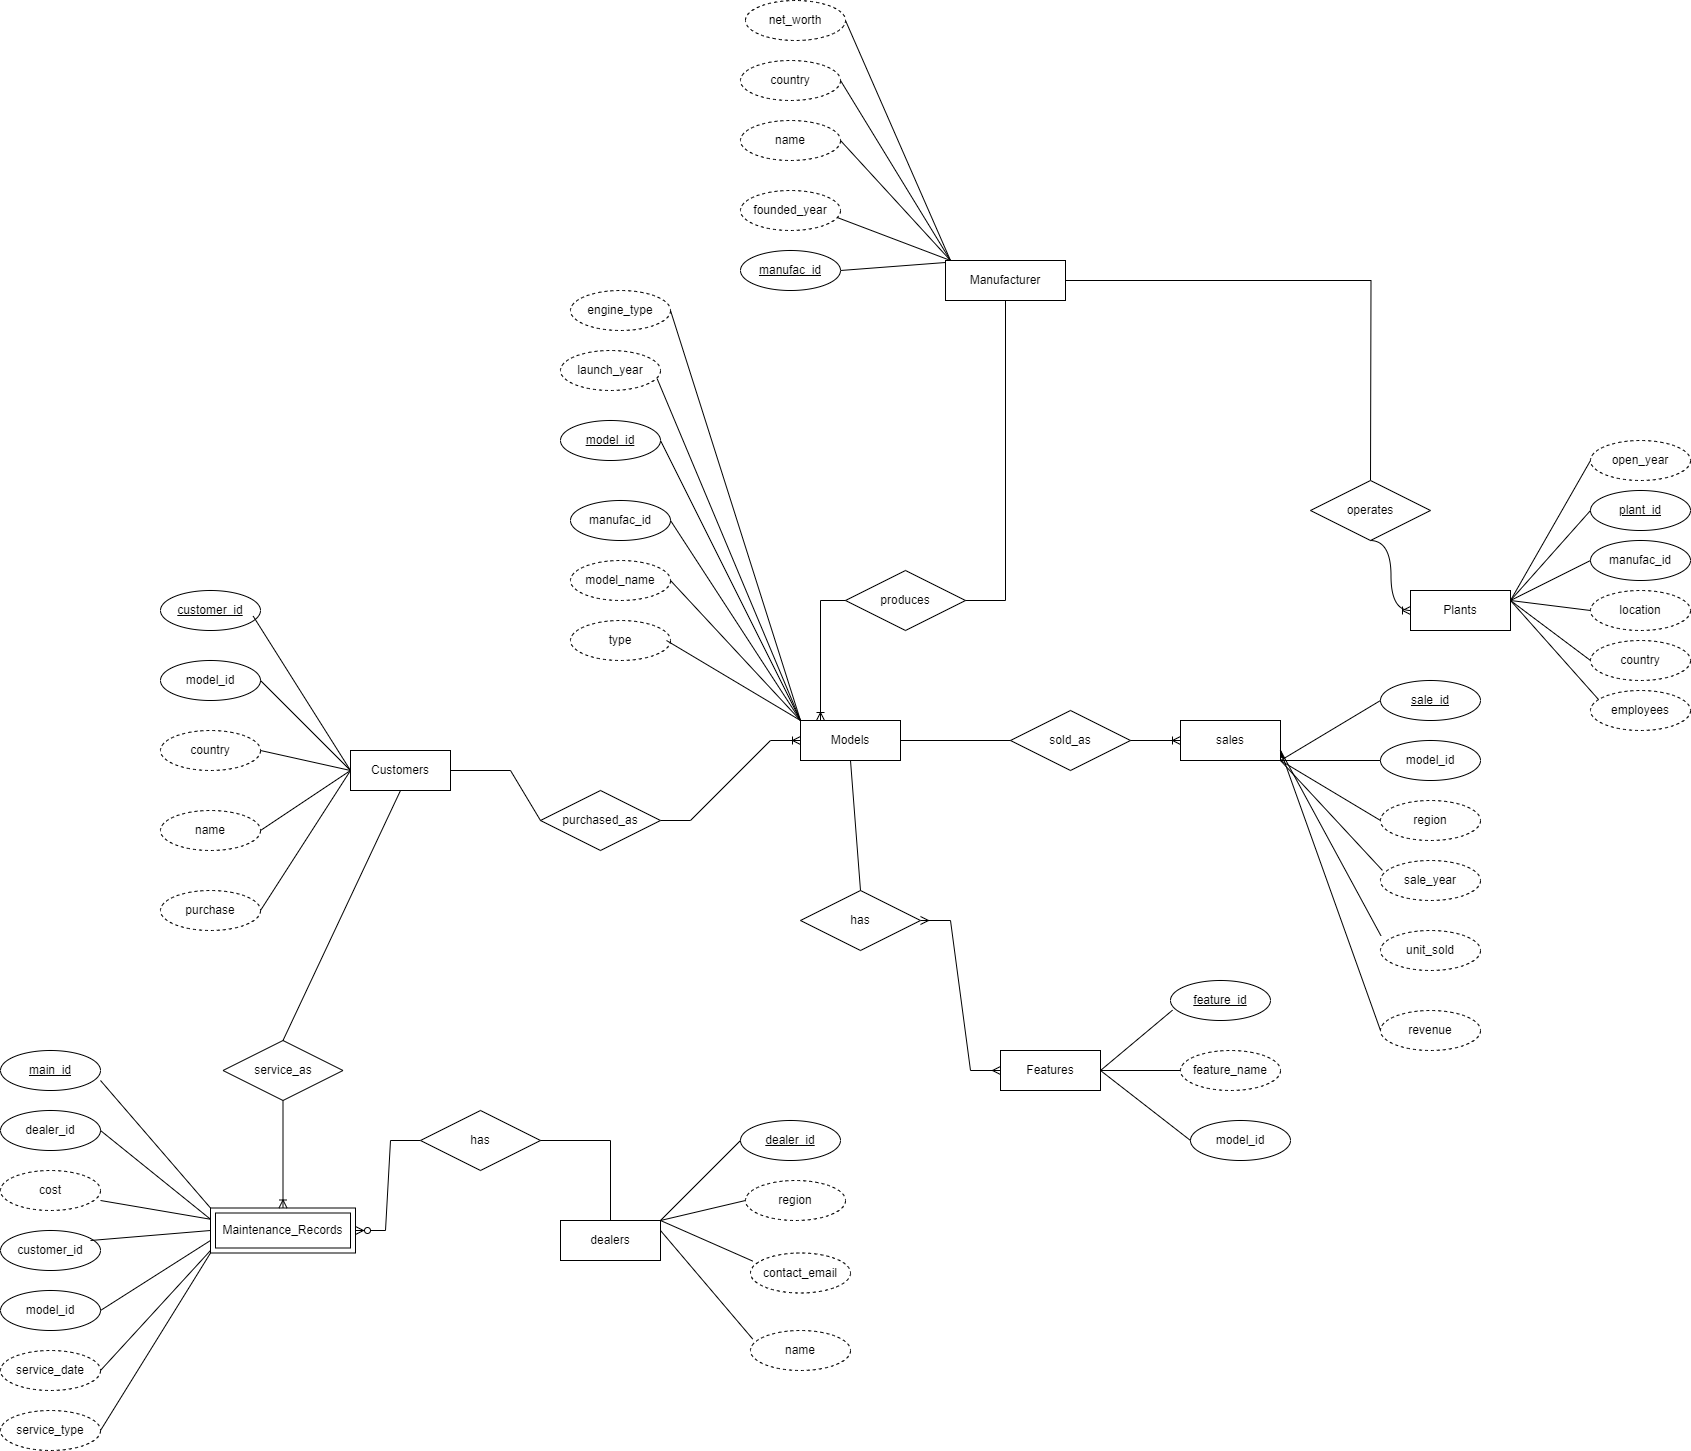 net_worth
country
name
founded_year
manufac_id
Manufacturer
engine_type
launch_year
model_id
manufac_id
model_name
type
produces
operates
open_year
plant_id
manufac_id
location
country
employees
Plants
customer_id
model_id
country
name
purchase
Customers
purchased_as
Models
sold_as
sales
sale_id
model_id
region
sale_year
unit_sold
revenue
has
feature_id
Features
feature_name
model_id
service_as
main_id
dealer_id
cost
customer_id
model_id
service_date
service_type
Maintenance_Records
has
dealers
dealer_id
region
contact_email
name